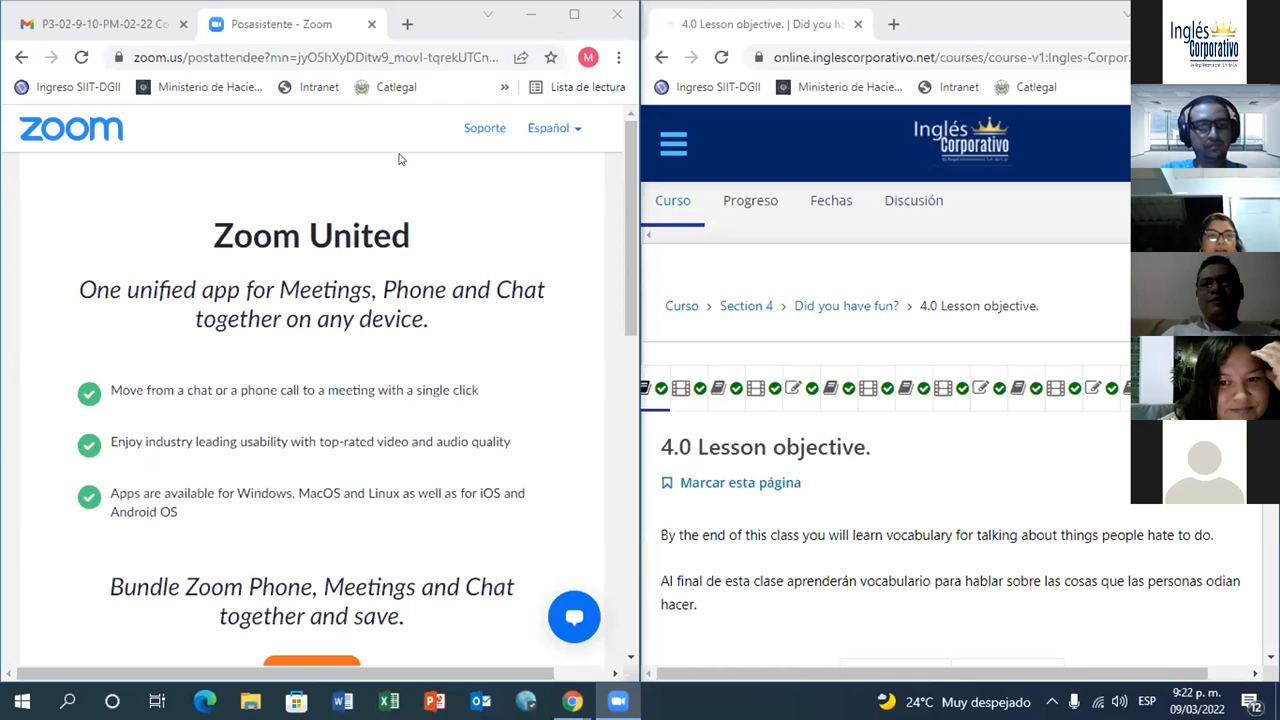 P3-02-9-10-PM-02-22 Co
Posasistente - Zoom
zoom.us/postattendee?mn=jyO5hXyDDitw9_movI-tqrekUTCn...
M
Ingreso SIIT-DGII
Ministerio de Hacie...
Intranet
Catlegal
»
Lista de lectura
zoom
Soporte
Español
Zoom United
One unified app for Meetings, Phone and Chat
together on any device.
Move from a chat or a phone call to a meeting with a single click
Enjoy industry leading usability with top-rated video and audio quality
Apps are available for Windows, MacOS and Linux as well as for iOS and
Android OS
Bundle Zoom Phone, Meetings and Chat
together and save.
4.0 Lesson objective. | Did you ha
online.inglescorporativo.net/courses/course-v1:Ingles-Corpor
Ingreso SIIT-DGII
Ministerio de Hacie...
Intranet
Catlegal
Inglés
Corporativo
Curso
Progreso
Fechas
Discusión
Curso > Section 4 > Did you have fun? > 4.0 Lesson objective.
4.0 Lesson objective.
Marcar esta página
By the end of this class you will learn vocabulary for talking about things people hate to do.
Al final de esta clase aprenderán vocabulario para hablar sobre las cosas que las personas odian
hacer.
Inglés
Corporativo
24°C Muy despejado
ESP
9:22 p. m.
09/03/2022
12